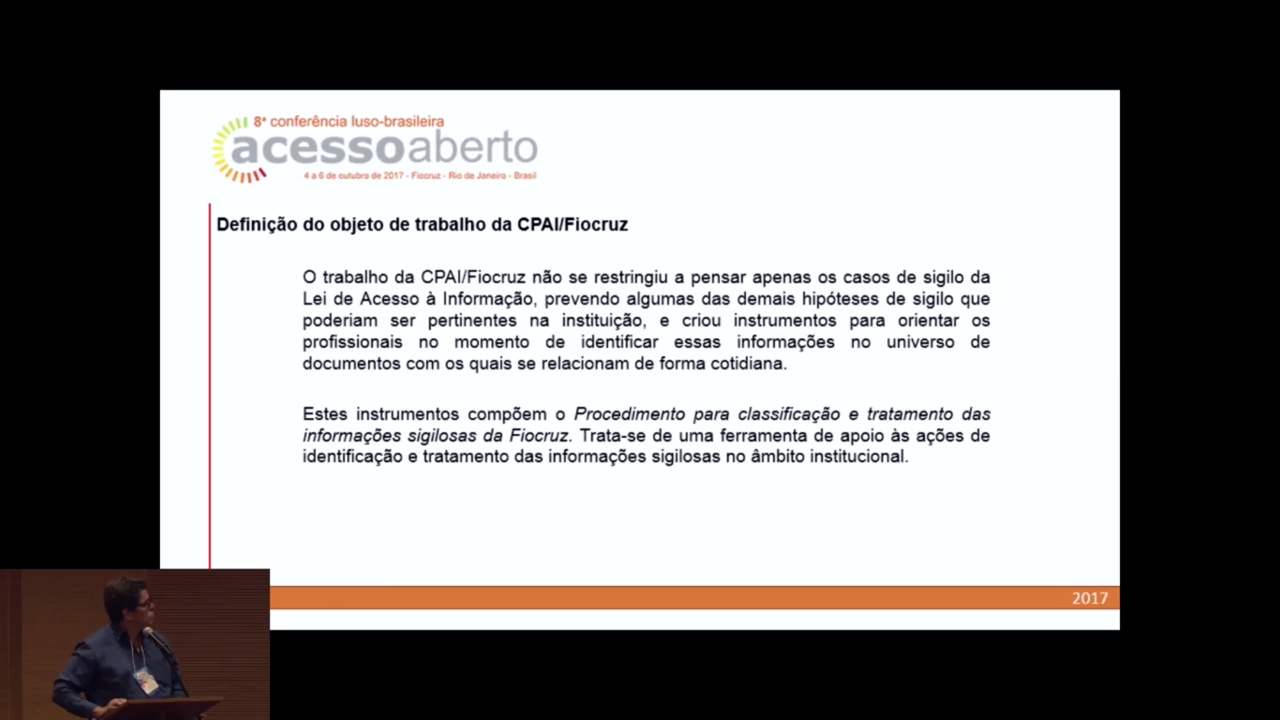 8ª conferência luso-brasileira
acessoaberto
4 a 6 de outubro de 2017 - Fiocruz - Rio de Janeiro - Brasil
Definição do objeto de trabalho da CPAI/Fiocruz
O trabalho da CPAI/Fiocruz não se restringiu a pensar apenas os casos de sigilo da
Lei de Acesso à Informação, prevendo algumas das demais hipóteses de sigilo que
poderiam ser pertinentes na instituição, e criou instrumentos para orientar os
profissionais no momento de identificar essas informações no universo de
documentos com os quais se relacionam de forma cotidiana.
Estes instrumentos compõem o Procedimento para classificação e tratamento das
informações sigilosas da Fiocruz. Trata-se de uma ferramenta de apoio às ações de
identificação e tratamento das informações sigilosas no âmbito institucional.
2017